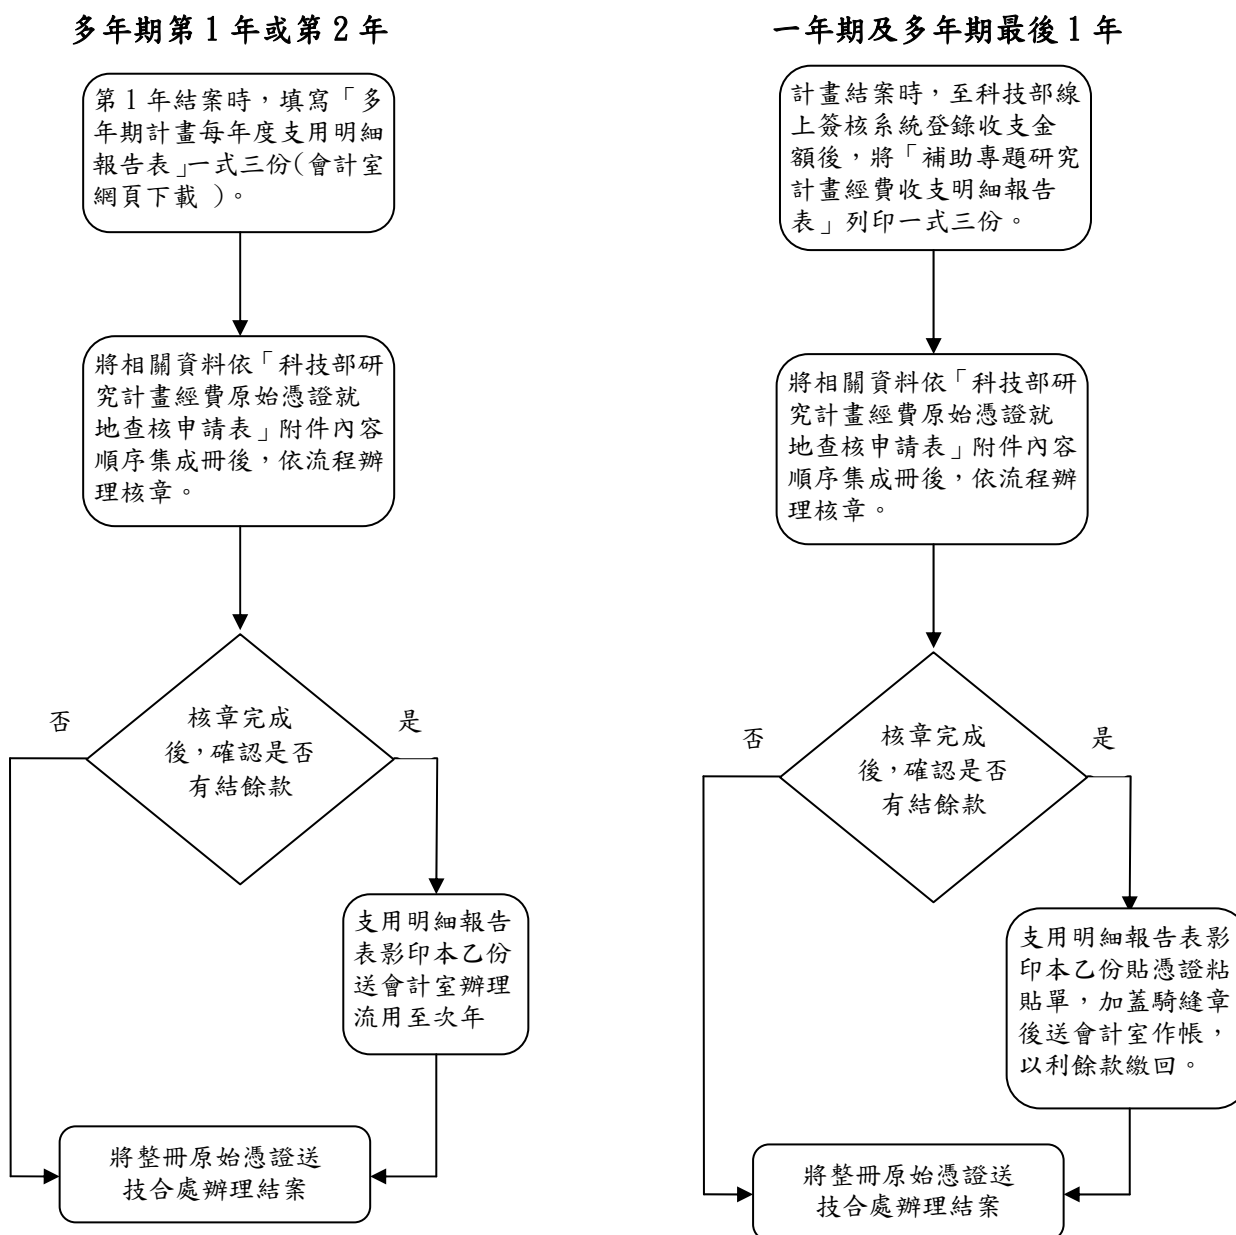 多年期第1年或第2年
第1年結案時，填寫「多
年期計畫每年度支用明細
報告表」一式三份(會計室
網頁下載 )。
將相關資料依「科技部研
究計畫經費原始憑證就
地查核申請表」附件內容
順序集成冊後，依流程辦
理核章。
核章完成
後，確認是否
有結餘款
否
是
支用明細報告
表影印本乙份
送會計室辦理
流用至次年
將整冊原始憑證送
技合處辦理結案
一年期及多年期最後1年
計畫結案時，至科技部線
上簽核系統登錄收支金
額後，將「補助專題研究
計畫經費收支明細報告
表」列印一式三份。
將相關資料依「科技部研
究計畫經費原始憑證就
地查核申請表」附件內容
順序集成冊後，依流程辦
理核章。
核章完成
後，確認是否
有結餘款
否
是
支用明細報告表影
印本乙份貼憑證粘
貼單，加蓋騎縫章
後送會計室作帳，
以利餘款繳回。
將整冊原始憑證送
技合處辦理結案